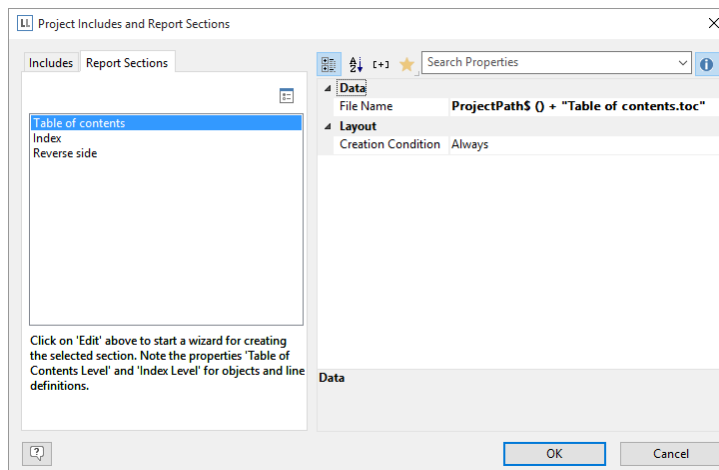 LL Project Includes and Report Sections
Includes Report Sections
Table of contents
Index
Reverse side
Click on 'Edit' above to start a wizard for creating
the selected section. Note the properties 'Table of
Contents Level' and 'Index Level' for objects and line
definitions.
Search Properties
Data
File Name ProjectPath$ () + "Table of contents.toc"
Layout
Creation Condition Always
Data
OK Cancel